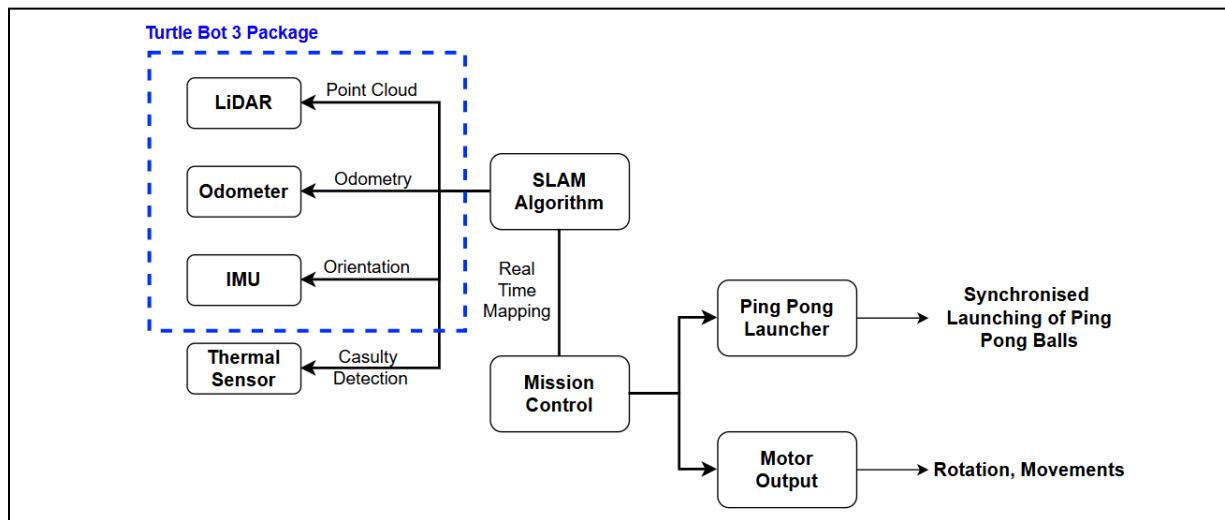 Turtle Bot 3 Package
LiDAR
Point Cloud
Odometer
Odometry
SLAM
Algorithm
IMU
Orientation
Real
Time
Mapping
Thermal
Sensor
Casulty
Detection
Mission
Control
Ping Pong
Launcher
Synchronised
Launching of Ping
Pong Balls
Motor
Output
Rotation, Movements